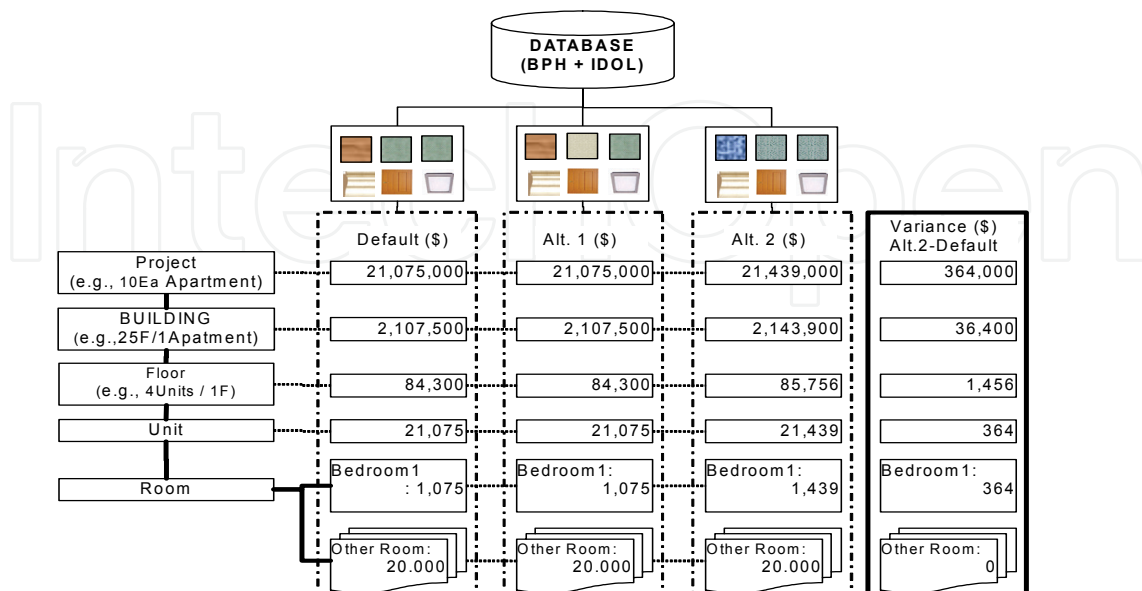 DATABASE
(BPH + IDOL)
Intech Open
Default ($)
Alt. 1 ($)
Alt. 2 ($)
Variance ($)
Alt.2-Default
Project
(e.g., 10Ea Apartment)
21,075,000
21,075,000
21,439,000
364,000
BUILDING
(e.g.,25F/1Apatment)
2,107,500
2,107,500
2,143,900
36,400
Floor
(e.g., 4Units / 1F)
84,300
84,300
85,756
1,456
Unit
21,075
21,075
21,439
364
Room
Bedroom1
: 1,075
Bedroom1:
1,075
Bedroom1:
1,439
Bedroom1:
364
Other Room:
20.000
Other Room:
20.000
Other Room:
20.000
Other Room:
0